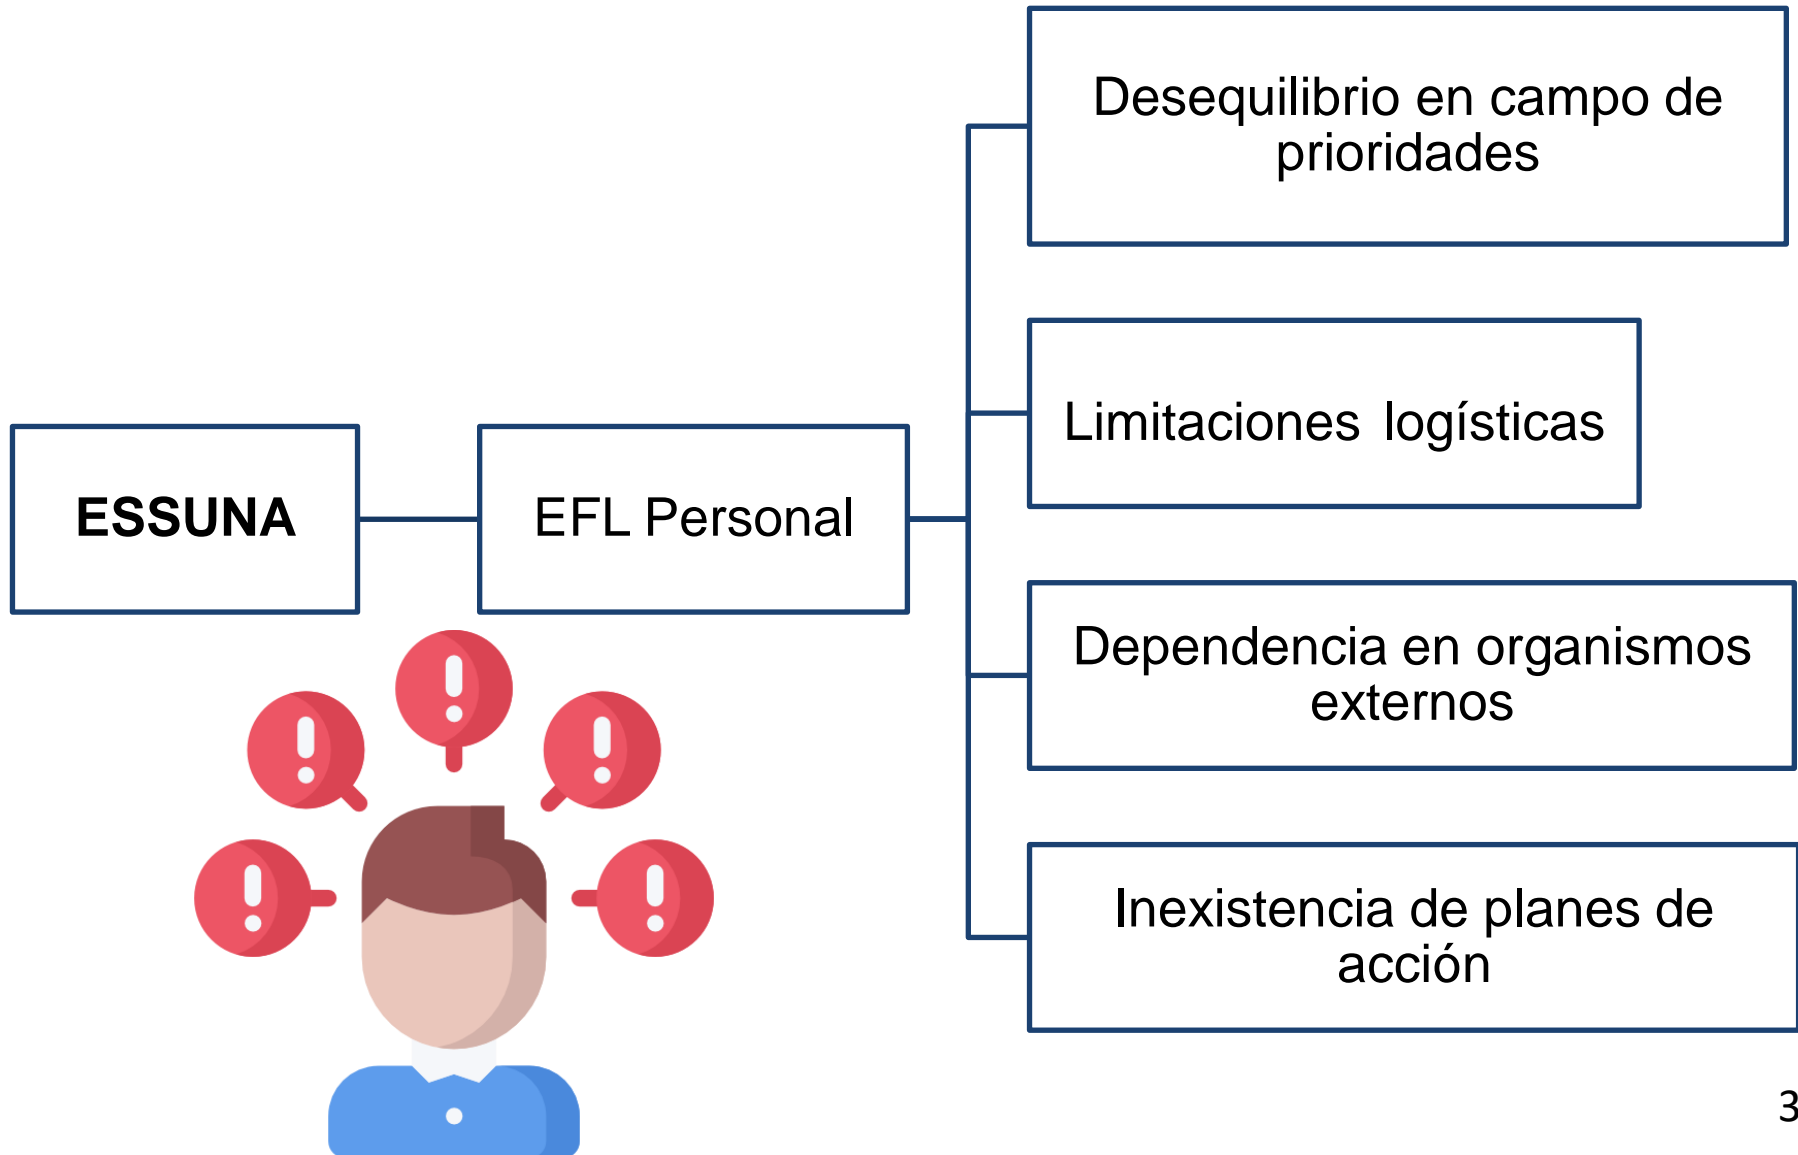 ESSUNA
EFL Personal
Desequilibrio en campo de
prioridades
Limitaciones logísticas
Dependencia en organismos
externos
Inexistencia de planes de
acción
3